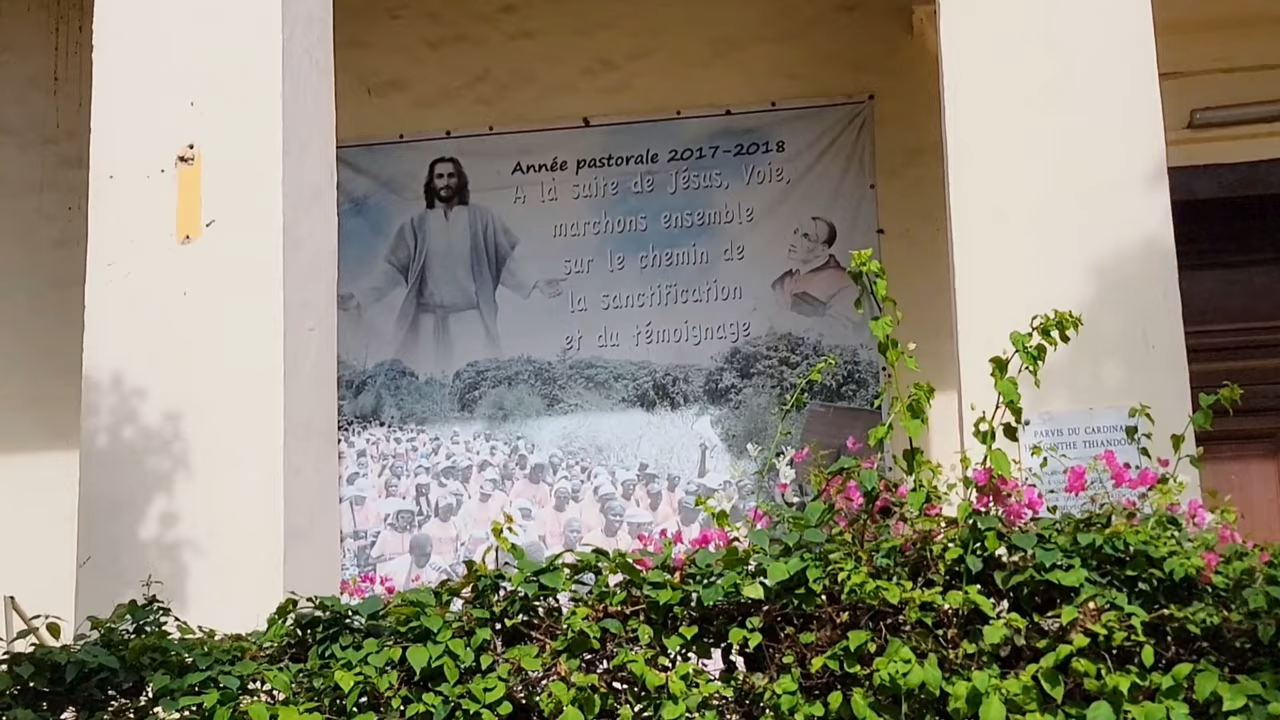 Année pastorale 2017-2018
A la suite de Jésus, Voie,
marchons ensemble
sur le chemin de
la sanctification
et du témoignage
PARVIS DU CARDINAL
HYACINTHE THIANDOUM